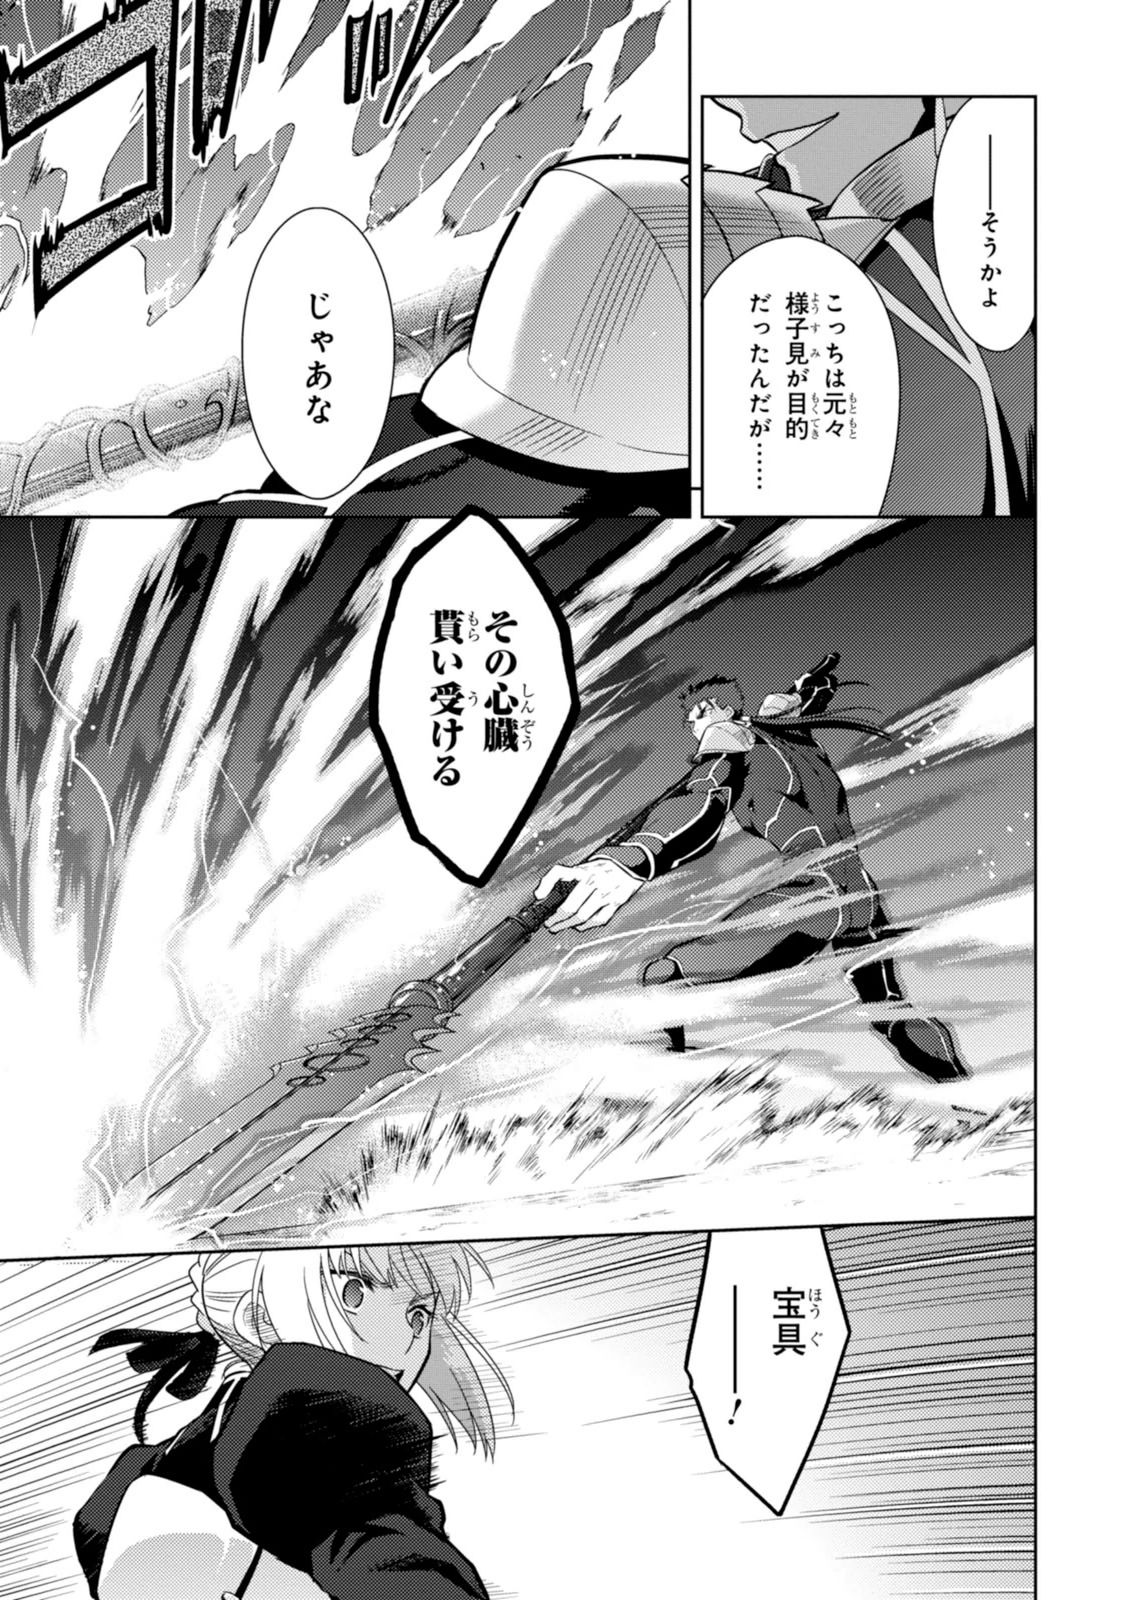 ――そうかよ
こっちは元々
様子見が目的
だったんだが……
じゃあな
その心臓
貰い受ける
宝具
――！